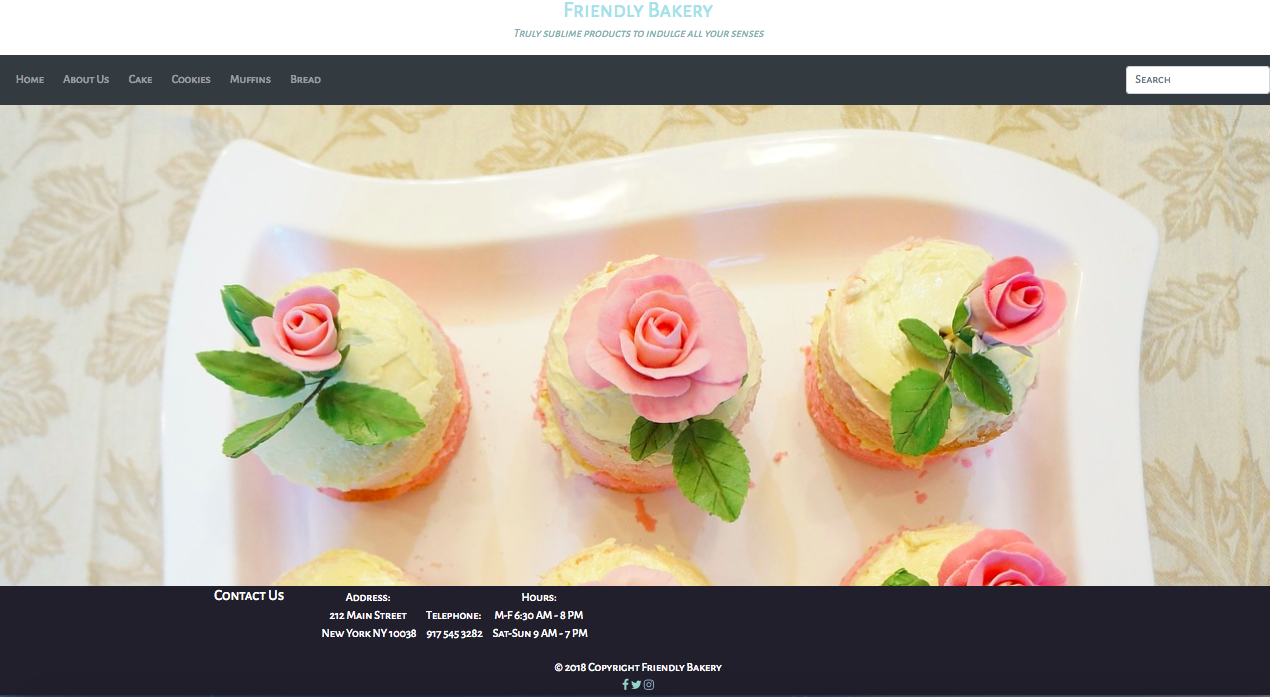 Friendly Bakery
Truly sublime products to indulge all your senses
Home About Us Cake Cookies Muffins Bread Search
Contact Us
Address:
212 Main Street
New York NY 10038
Telephone:
917 545 3282
Hours:
M-F 6:30 AM - 8 PM
Sat-Sun 9 AM - 7 PM
© 2018 Copyright Friendly Bakery